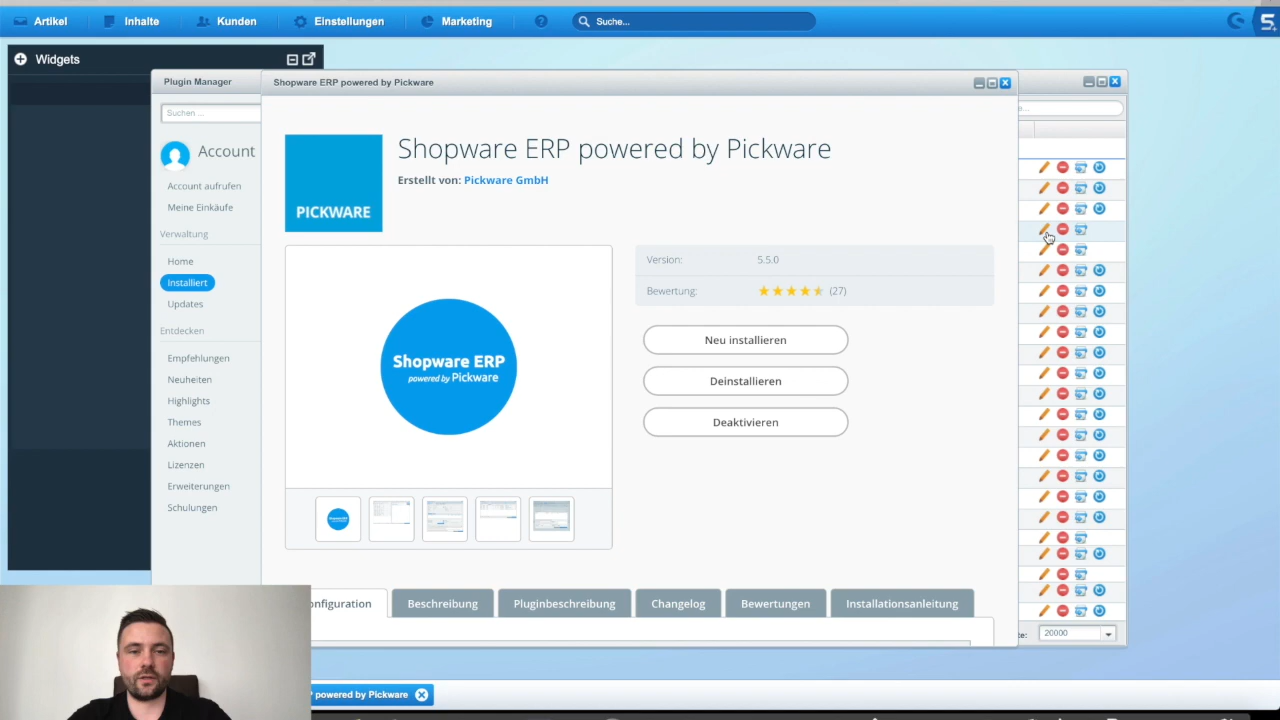 Artikel Inhalte Kunden Einstellungen Marketing Suche...
Widgets
Plugin Manager
Suchen ...
Account
Account aufrufen
Meine Einkäufe
Verwaltung
Home
Installiert
Updates
Entdecken
Empfehlungen
Neuheiten
Highlights
Themes
Aktionen
Lizenzen
Erweiterungen
Schulungen
Shopware ERP powered by Pickware
PICKWARE
Shopware ERP powered by Pickware
Erstellt von: Pickware GmbH
Shopware ERP
powered by Pickware
Version: 5.5.0
Bewertung: (27)
Neu installieren
Deinstallieren
Deaktivieren
onfiguration Beschreibung Pluginbeschreibung Changelog Bewertungen Installationsanleitung
te: 20000
powered by Pickware